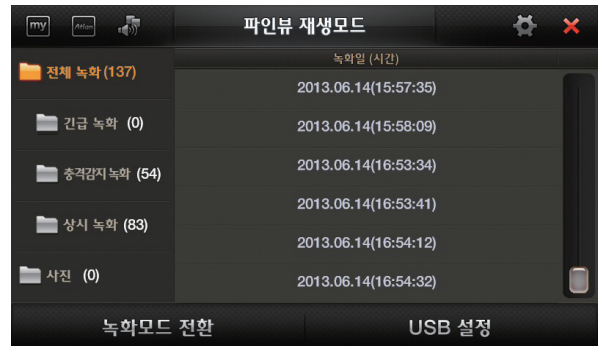 my Atlan 파인뷰 재생모드
전체 녹화 (137)
긴급 녹화 (0)
충격감지 녹화 (54)
상시 녹화 (83)
사진 (0)
녹화일 (시간)
2013.06.14(15:57:35)
2013.06.14(15:58:09)
2013.06.14(16:53:34)
2013.06.14(16:53:41)
2013.06.14(16:54:12)
2013.06.14(16:54:32)
녹화모드 전환
USB 설정